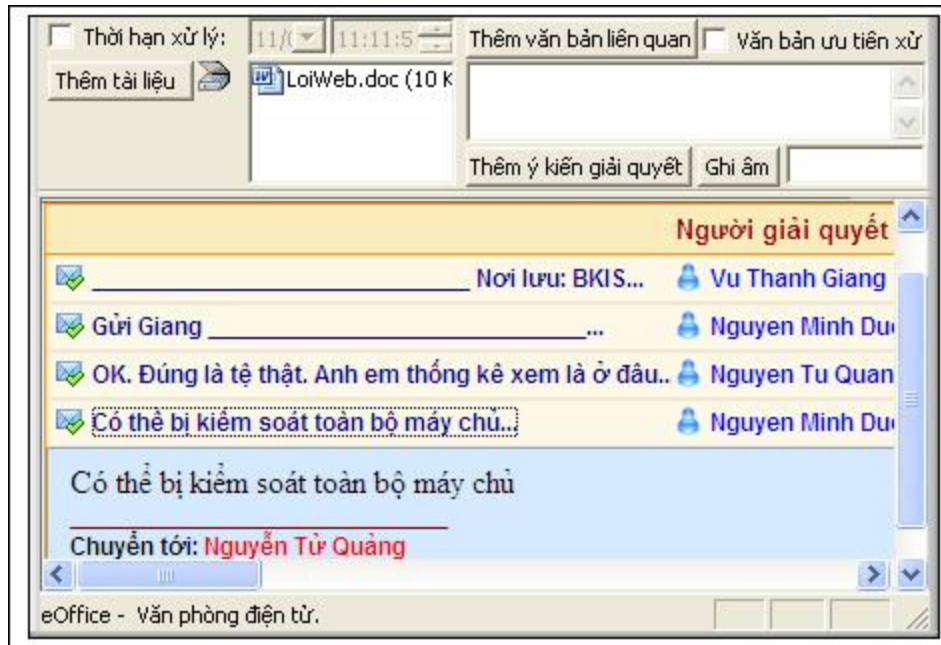 Thời hạn xử lý: 11/( 11:11:5 Thêm văn bản liên quan Văn bản ưu tiên xử
Thêm tài liệu LoiWeb.doc (10 K
Thêm ý kiến giải quyết Ghi âm
Người giải quyết
Nơi lưu: BKIS... Vu Thanh Giang
Gửi Giang ... Nguyen Minh Du
OK. Đúng là tệ thật. Anh em thống kê xem là ở đâu.. Nguyen Tu Quan
Có thể bị kiểm soát toàn bộ máy chủ... Nguyen Minh Du
Có thể bị kiểm soát toàn bộ máy chủ
Chuyển tới: Nguyễn Tử Quảng
eOffice - Văn phòng điện tử.